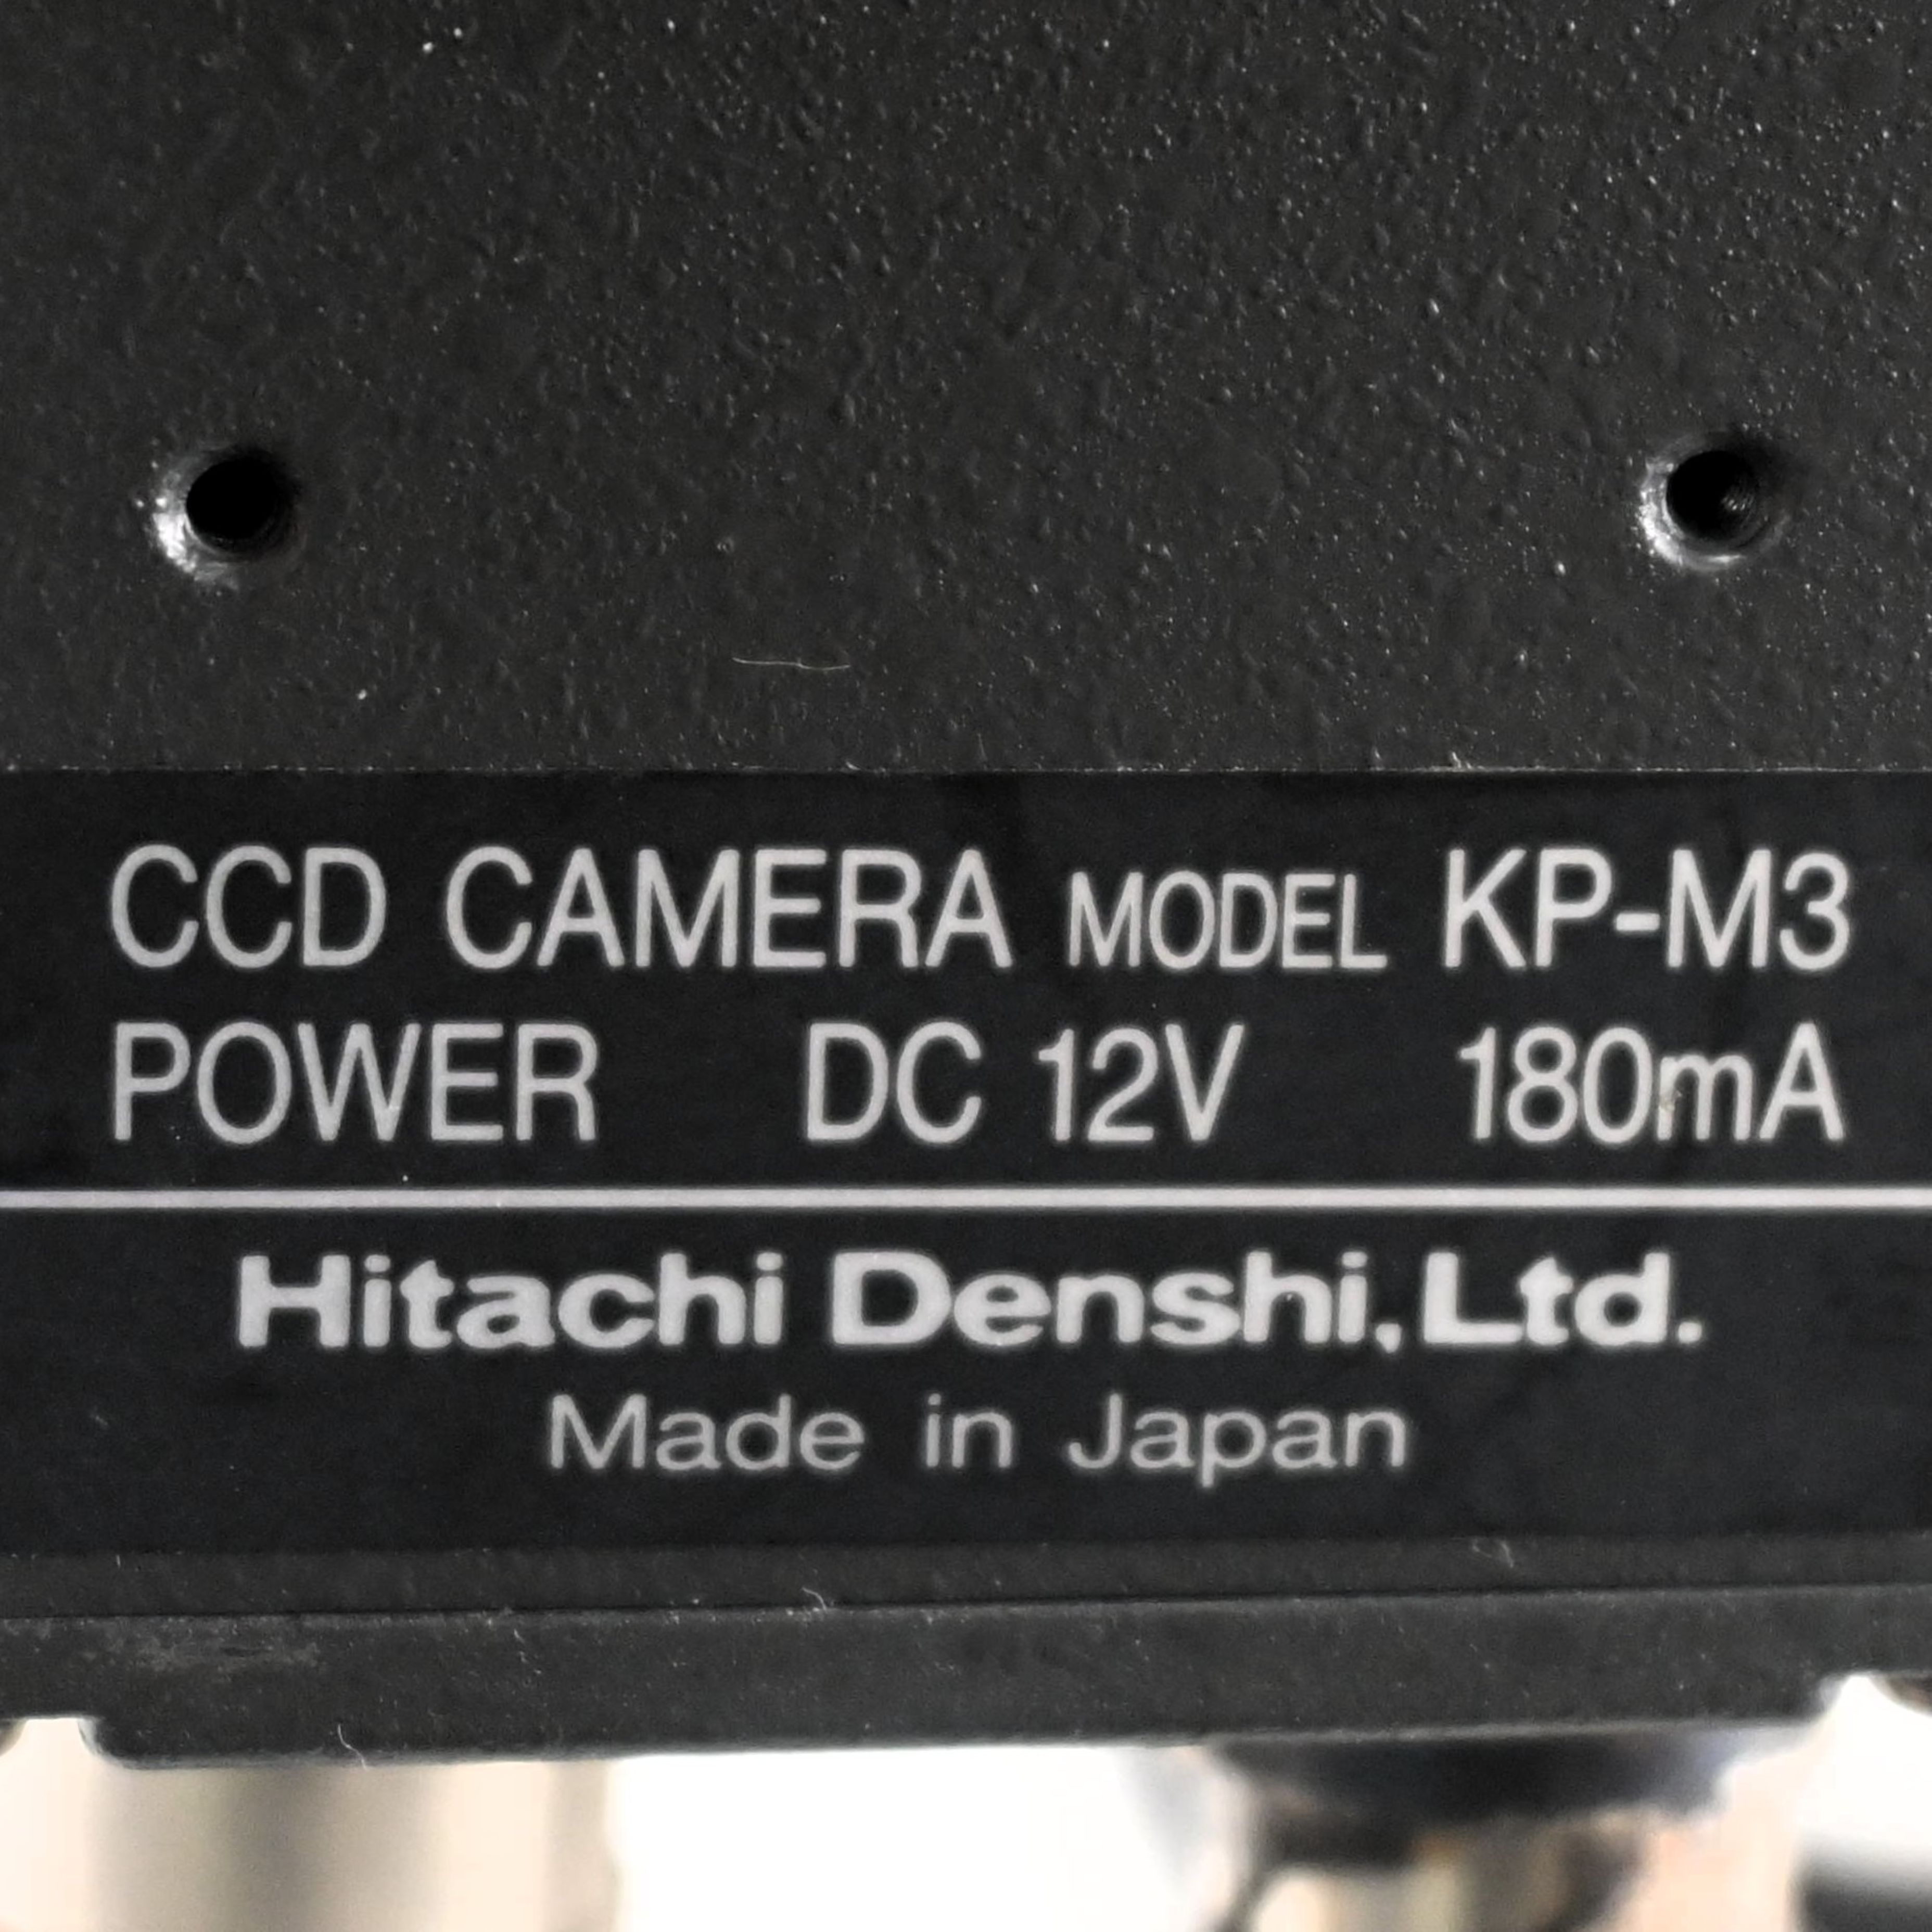 CCD CAMERA MODEL KP-M3
POWER DC 12V 180mA
Hitachi Denshi,Ltd.
Made in Japan